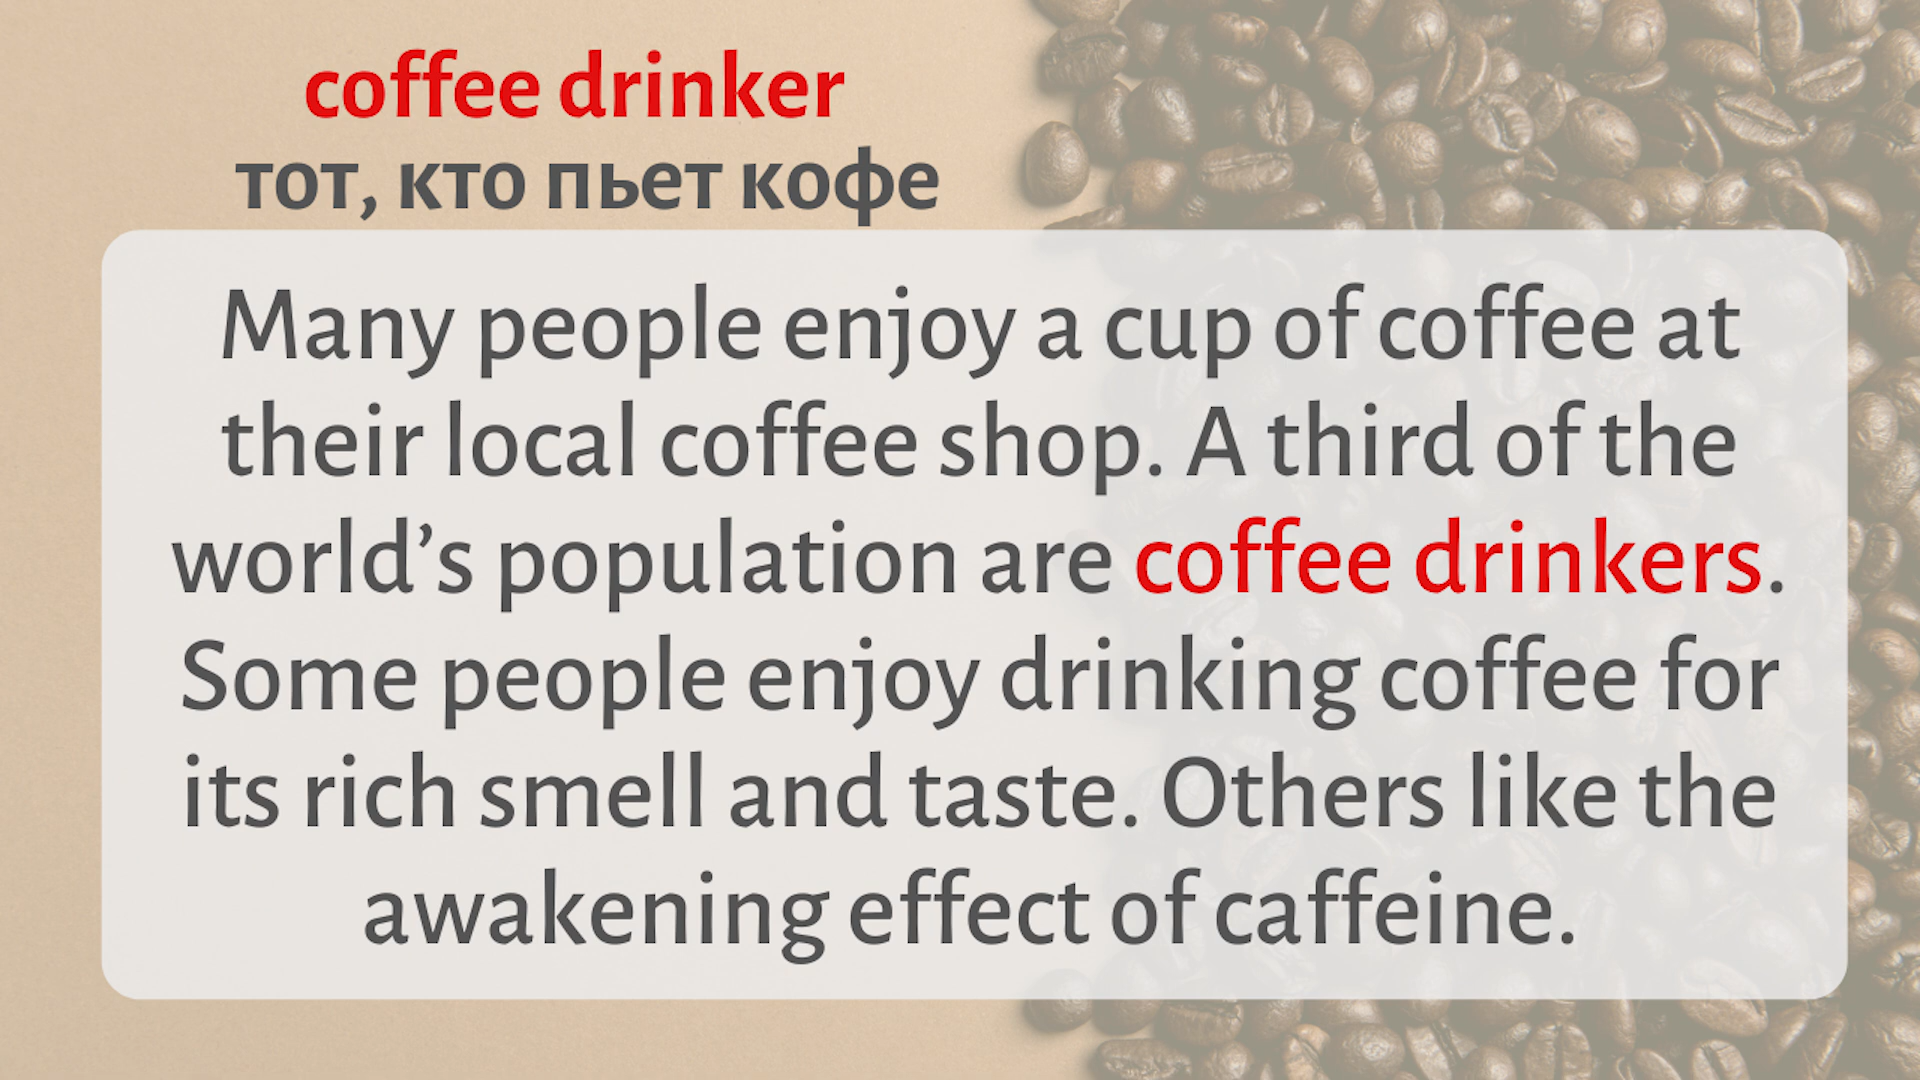 coffee drinker
тот, кто пьет кофе
Many people enjoy a cup of coffee at
their local coffee shop. A third of the
world’s population are coffee drinkers.
Some people enjoy drinking coffee for
its rich smell and taste. Others like the
awakening effect of caffeine.